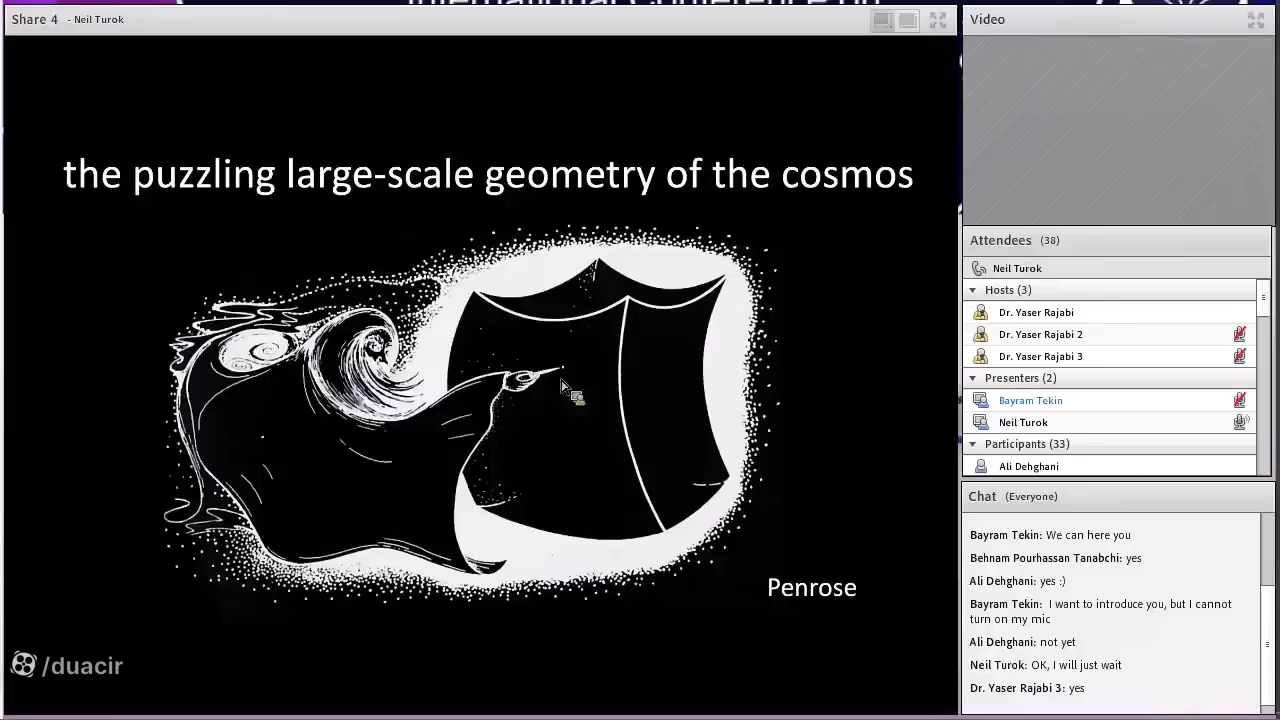 International Conference on
Share 4 - Neil Turok
the puzzling large-scale geometry of the cosmos
Penrose
/duacir
Video
Attendees (38)
Neil Turok
Hosts (3)
Dr. Yaser Rajabi
Dr. Yaser Rajabi 2
Dr. Yaser Rajabi 3
Presenters (2)
Bayram Tekin
Neil Turok
Participants (33)
Ali Dehghani
Chat (Everyone)
Bayram Tekin: We can here you
Behnam Pourhassan Tanabchi: yes
Ali Dehghani: yes :)
Bayram Tekin: I want to introduce you, but I cannot
turn on my mic
Ali Dehghani: not yet
Neil Turok: OK, I will just wait
Dr. Yaser Rajabi 3: yes